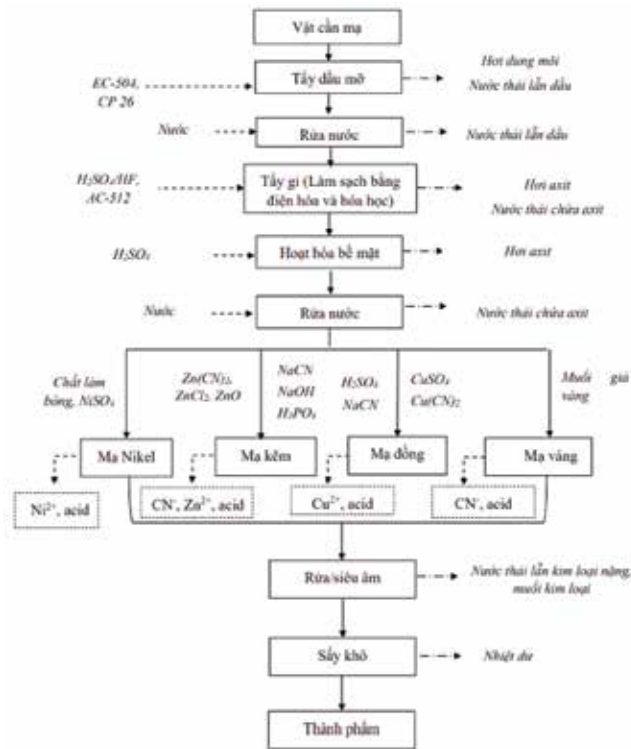 Vật cần mạ
EC-504,
CP 26
Tẩy dầu mỡ
Hơi dung môi
Nước thải lẫn dầu
Nước
Rửa nước
Nước thải lẫn dầu
H₂SO₄/HF,
AC-512
Tẩy gỉ (Làm sạch bằng
điện hóa và hóa học)
Hơi axit
Nước thải chứa axit
H₂SO₄
Hoạt hóa bề mặt
Hơi axit
Nước
Rửa nước
Nước thải chứa axit
Chất làm
bóng, NiSO₄
Zn(CN)₂,
ZnCl₂, ZnO
NaCN
NaOH
H₃PO₄
H₂SO₄
NaCN
CuSO₄
Cu(CN)₂
Muối giả
vàng
Mạ Nikel
Mạ kẽm
Mạ đồng
Mạ vàng
Ni²⁺, acid
CN⁻, Zn²⁺, acid
Cu²⁺, acid
CN⁻, acid
Rửa/siêu âm
Nước thải lẫn kim loại nặng,
muối kim loại
Sấy khô
Nhiệt dư
Thành phẩm